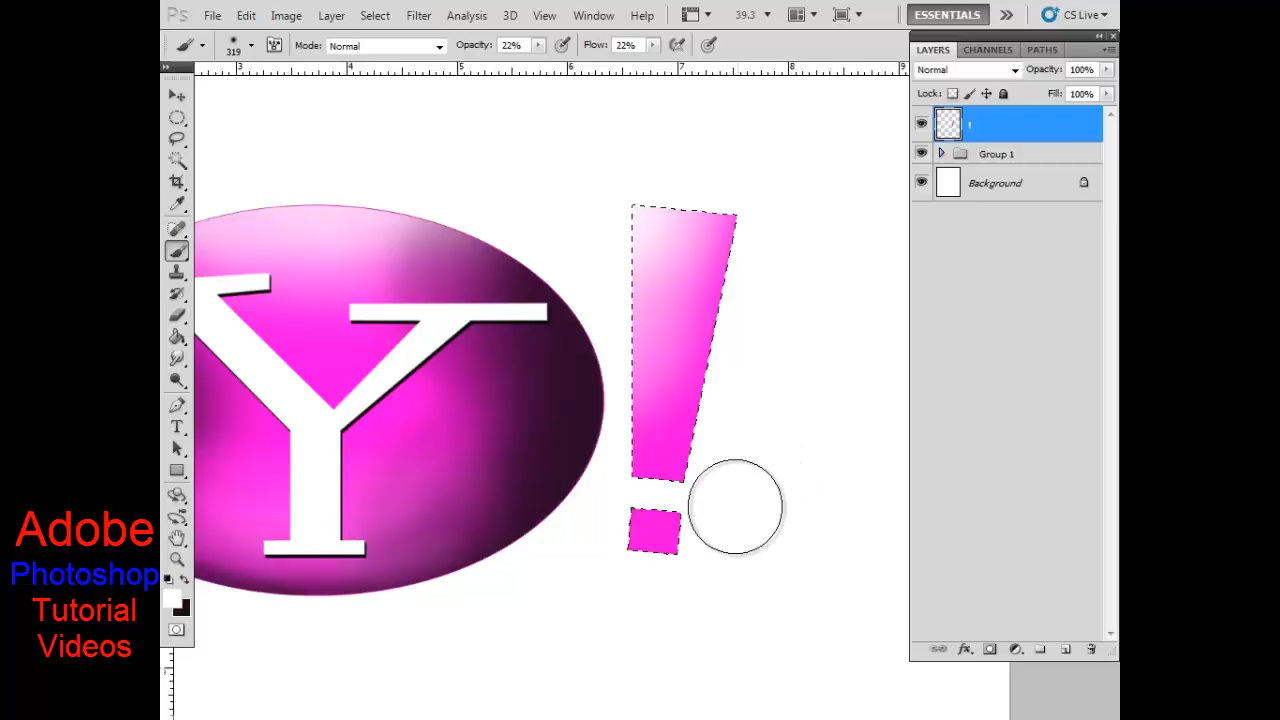 Ps File Edit Image Layer Select Filter Analysis 3D View Window Help 39.3 ESSENTIALS CS Live
319 Mode: Normal Opacity: 22% Flow: 22%
3 4 5 6 7 8 9
LAYERS CHANNELS PATHS
Normal Opacity: 100%
Lock: Fill: 100%
!
Group 1
Background
Y!
T
Adobe
Photoshop
Tutorial
Videos